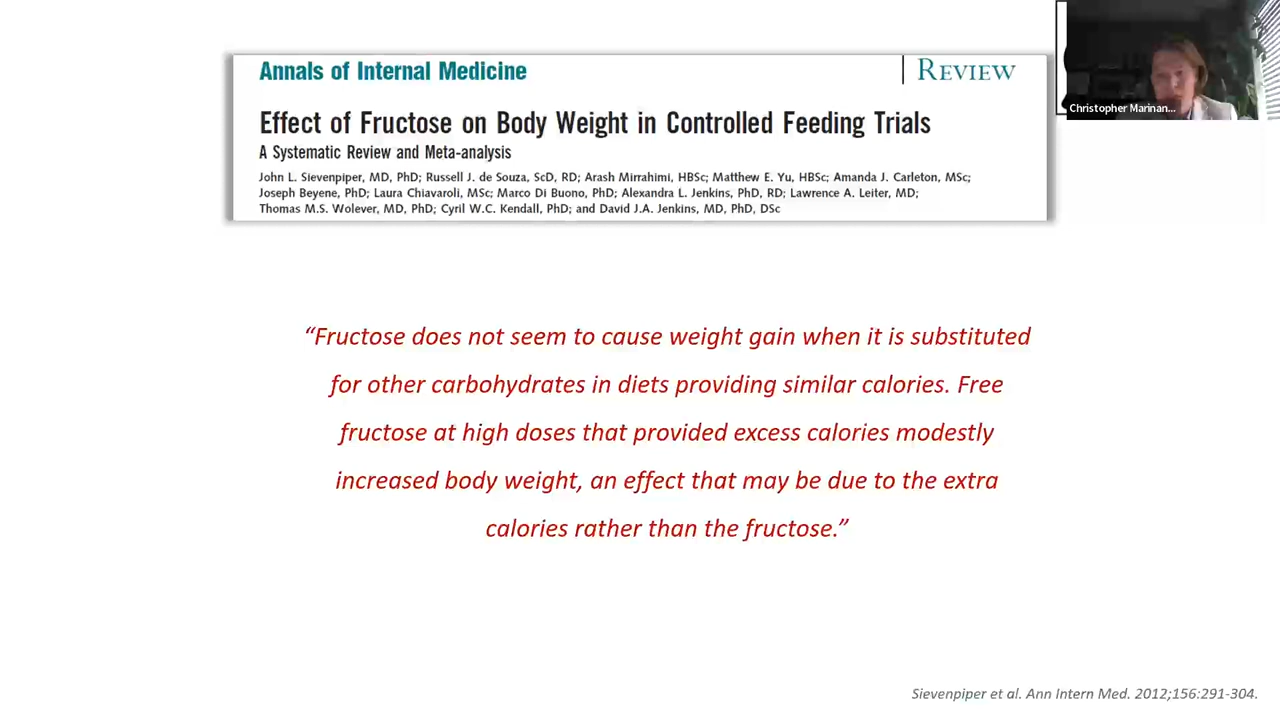 Annals of Internal Medicine
REVIEW
Christopher Marinan...
Effect of Fructose on Body Weight in Controlled Feeding Trials
A Systematic Review and Meta-analysis
John L. Sievenpiper, MD, PhD; Russell J. de Souza, ScD, RD; Arash Mirrahimi, HBSc; Matthew E. Yu, HBSc; Amanda J. Carleton, MSc;
Joseph Beyene, PhD; Laura Chiavaroli, MSc; Marco Di Buono, PhD; Alexandra L. Jenkins, PhD, RD; Lawrence A. Leiter, MD;
Thomas M.S. Wolever, MD, PhD; Cyril W.C. Kendall, PhD; and David J.A. Jenkins, MD, PhD, DSc
“Fructose does not seem to cause weight gain when it is substituted
for other carbohydrates in diets providing similar calories. Free
fructose at high doses that provided excess calories modestly
increased body weight, an effect that may be due to the extra
calories rather than the fructose.”
Sievenpiper et al. Ann Intern Med. 2012;156:291-304.